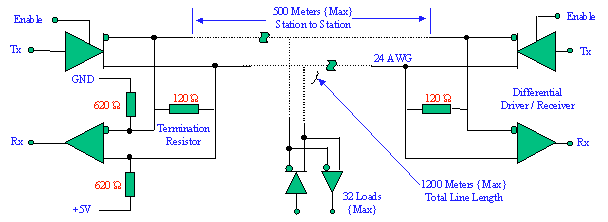 500 Meters {Max}
Station to Station
Enable
Enable
Tx
Tx
24 AWG
GND
620 Ω
120 Ω
120 Ω
Differential
Driver / Receiver
Termination
Resistor
Rx
Rx
620 Ω
1200 Meters {Max}
Total Line Length
32 Loads
{Max}
+5V